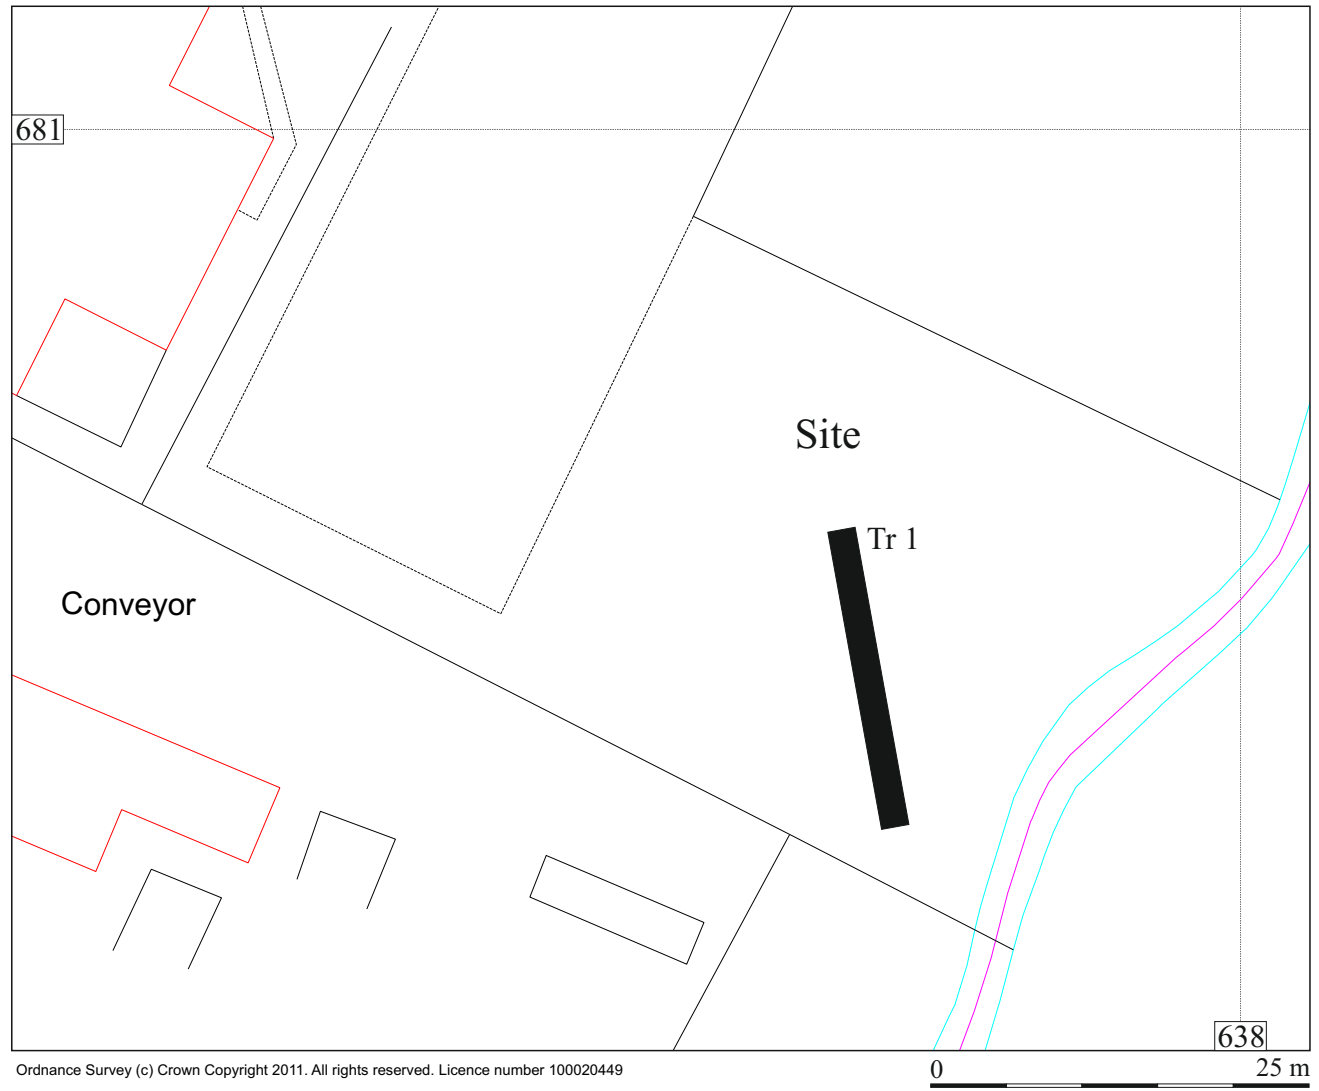 681
Site
Tr 1
Conveyor
638
Ordnance Survey (c) Crown Copyright 2011. All rights reserved. Licence number 100020449
0 25 m